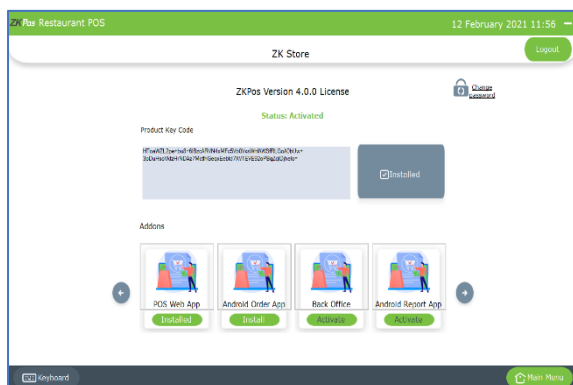 ZKPos Restaurant POS
12 February 2021 11:56
Logout
ZK Store
ZKPos Version 4.0.0 License
Change password
Status: Activated
Product Key Code
Installed
Addons
POS Web App
Android Order App
Back Office
Android Report App
Installed
Install
Activate
Activate
Keyboard
Main Menu